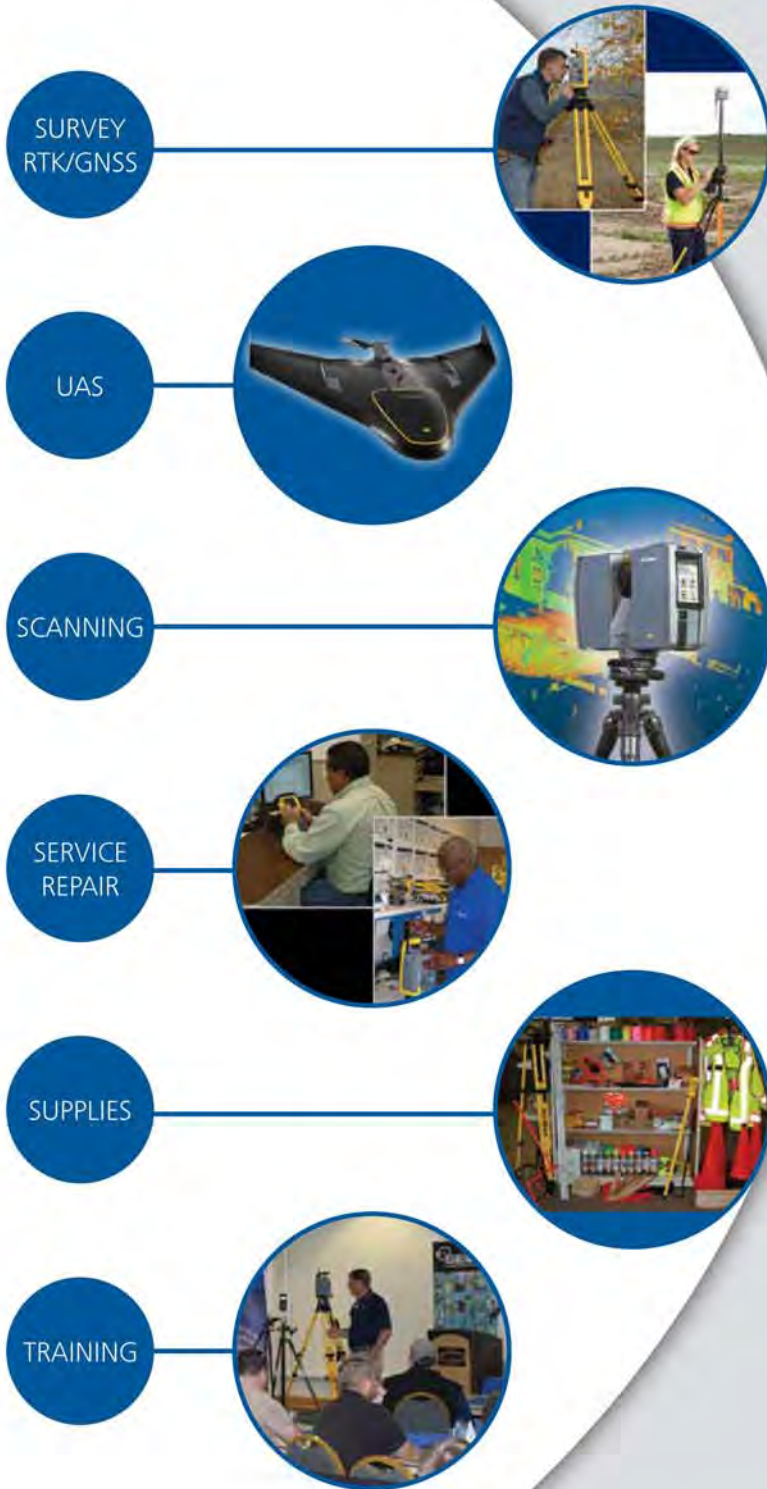 SURVEY
RTK/GNSS
UAS
SCANNING
SERVICE
REPAIR
SUPPLIES
TRAINING